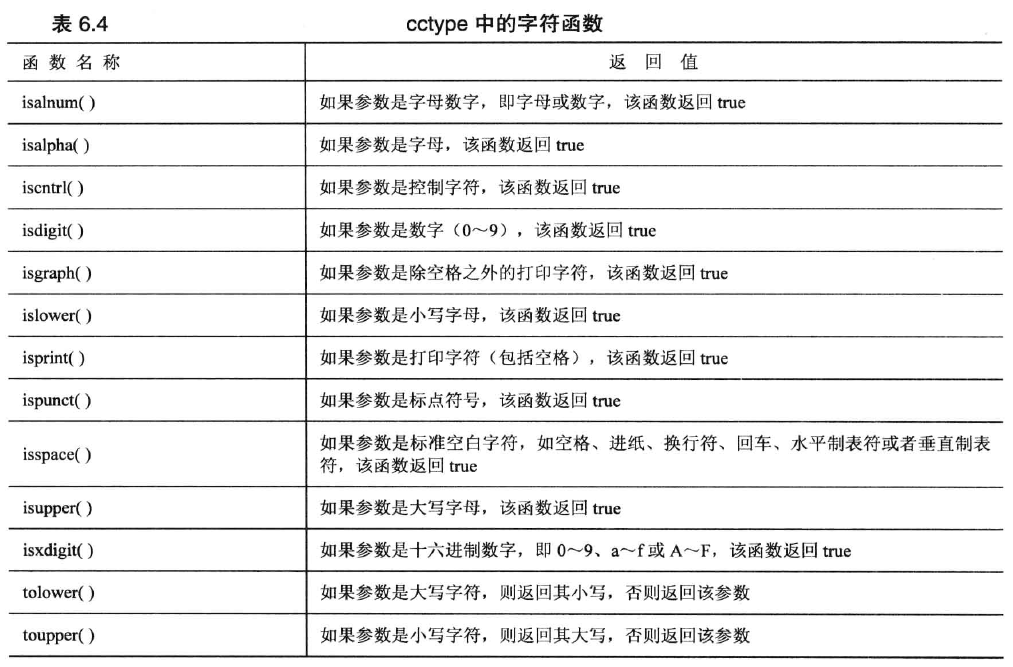 表 6.4 cctype 中的字符函数
函 数 名 称 返 回 值
isalnum( ) 如果参数是字母数字，即字母或数字，该函数返回 true
isalpha( ) 如果参数是字母，该函数返回 true
iscntrl( ) 如果参数是控制字符，该函数返回 true
isdigit( ) 如果参数是数字（0～9），该函数返回 true
isgraph( ) 如果参数是除空格之外的打印字符，该函数返回 true
islower( ) 如果参数是小写字母，该函数返回 true
isprint( ) 如果参数是打印字符（包括空格），该函数返回 true
ispunct( ) 如果参数是标点符号，该函数返回 true
isspace( ) 如果参数是标准空白字符，如空格、进纸、换行符、回车、水平制表符或者垂直制表
符，该函数返回 true
isupper( ) 如果参数是大写字母，该函数返回 true
isxdigit( ) 如果参数是十六进制数字，即 0～9、a～f 或 A～F，该函数返回 true
tolower( ) 如果参数是大写字符，则返回其小写，否则返回该参数
toupper( ) 如果参数是小写字符，则返回其大写，否则返回该参数